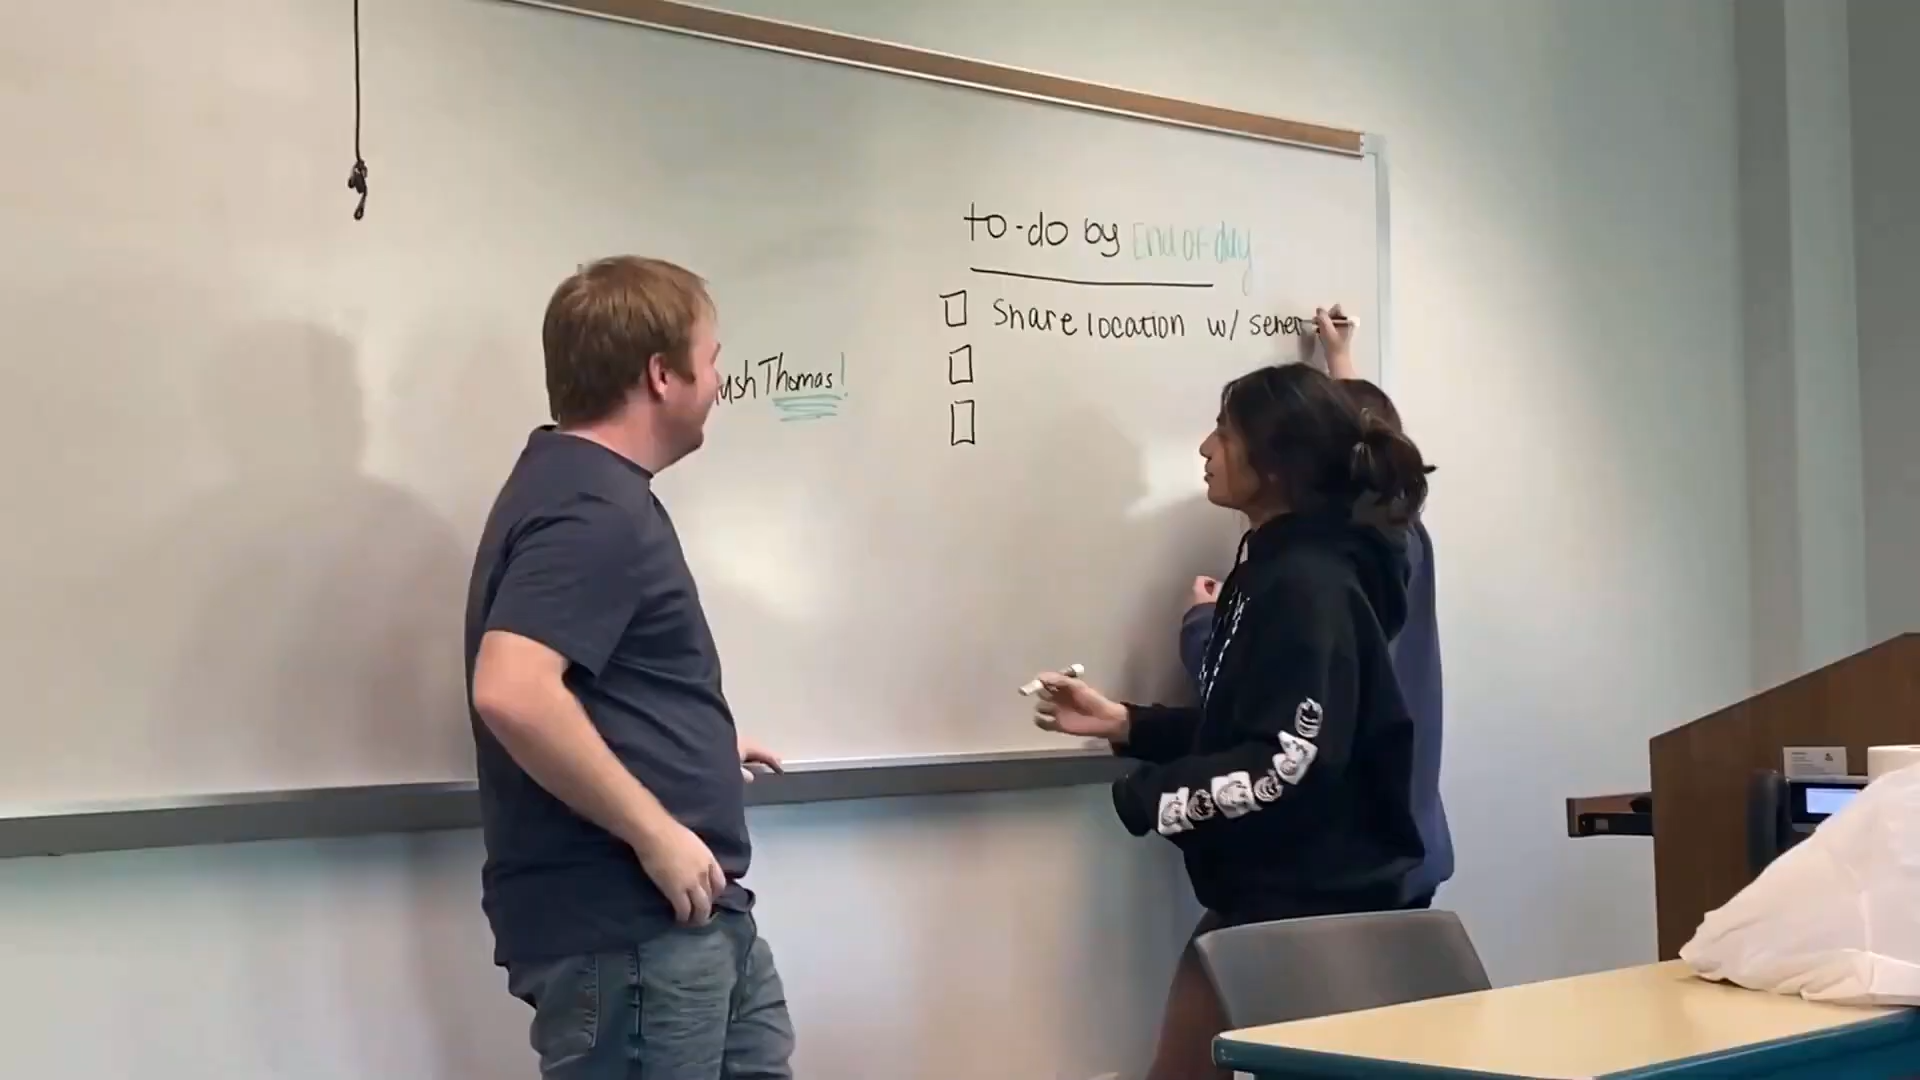 to-do by End of day
Share location w/
Thomas!